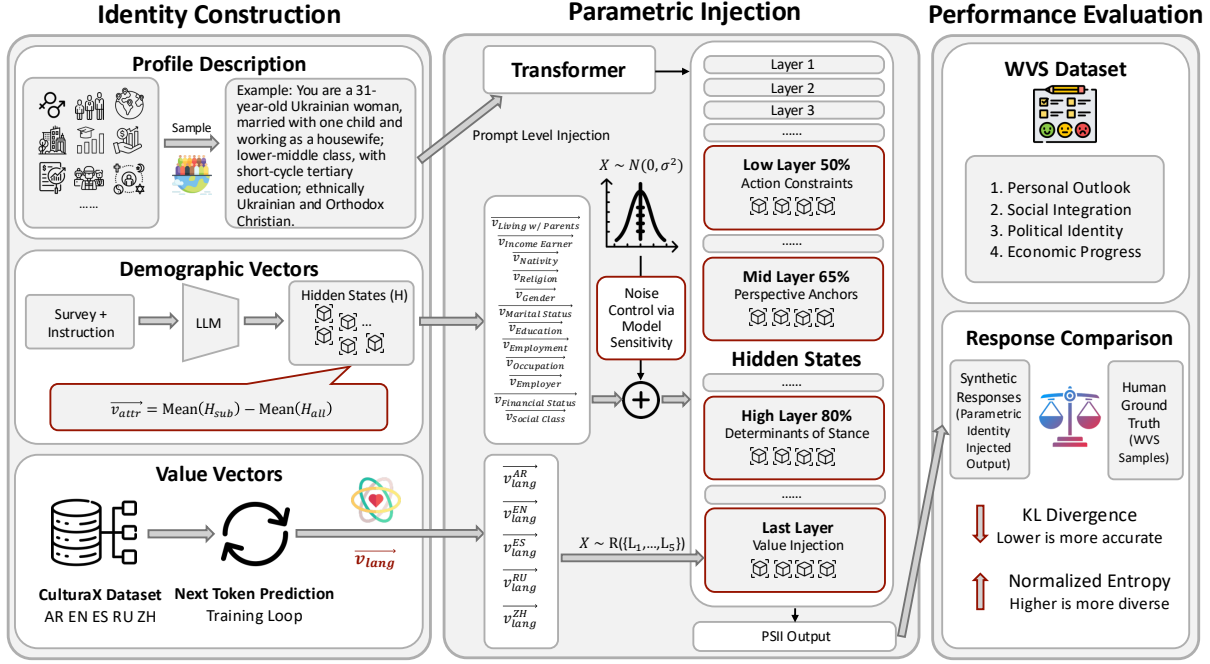 Identity Construction
Profile Description
Sample
......
Example: You are a 31-
year-old Ukrainian woman,
married with one child and
working as a housewife;
lower-middle class, with
short-cycle tertiary
education; ethnically
Ukrainian and Orthodox
Christian.
Demographic Vectors
Survey +
Instruction
LLM
Hidden States (H)
...
v_attr = Mean(H_sub) − Mean(H_all)
Value Vectors
v_lang
CulturaX Dataset
AR EN ES RU ZH
Next Token Prediction
Training Loop
Parametric Injection
Transformer
Prompt Level Injection
X ~ N(0, σ²)
v_Living w/ Parents
v_Income Earner
v_Nativity
v_Religion
v_Gender
v_Marital Status
v_Education
v_Employment
v_Occupation
v_Employer
v_Financial Status
v_Social Class
Noise
Control via
Model
Sensitivity
+
v_lang^AR
v_lang^EN
v_lang^ES
v_lang^RU
v_lang^ZH
X ~ R({L₁,...,L₅})
Layer 1
Layer 2
Layer 3
......
Low Layer 50%
Action Constraints
......
Mid Layer 65%
Perspective Anchors
Hidden States
......
High Layer 80%
Determinants of Stance
......
Last Layer
Value Injection
PSII Output
Performance Evaluation
WVS Dataset
1. Personal Outlook
2. Social Integration
3. Political Identity
4. Economic Progress
Response Comparison
Synthetic
Responses
(Parametric
Identity
Injected
Output)
Human
Ground
Truth
(WVS
Samples)
KL Divergence
Lower is more accurate
Normalized Entropy
Higher is more diverse